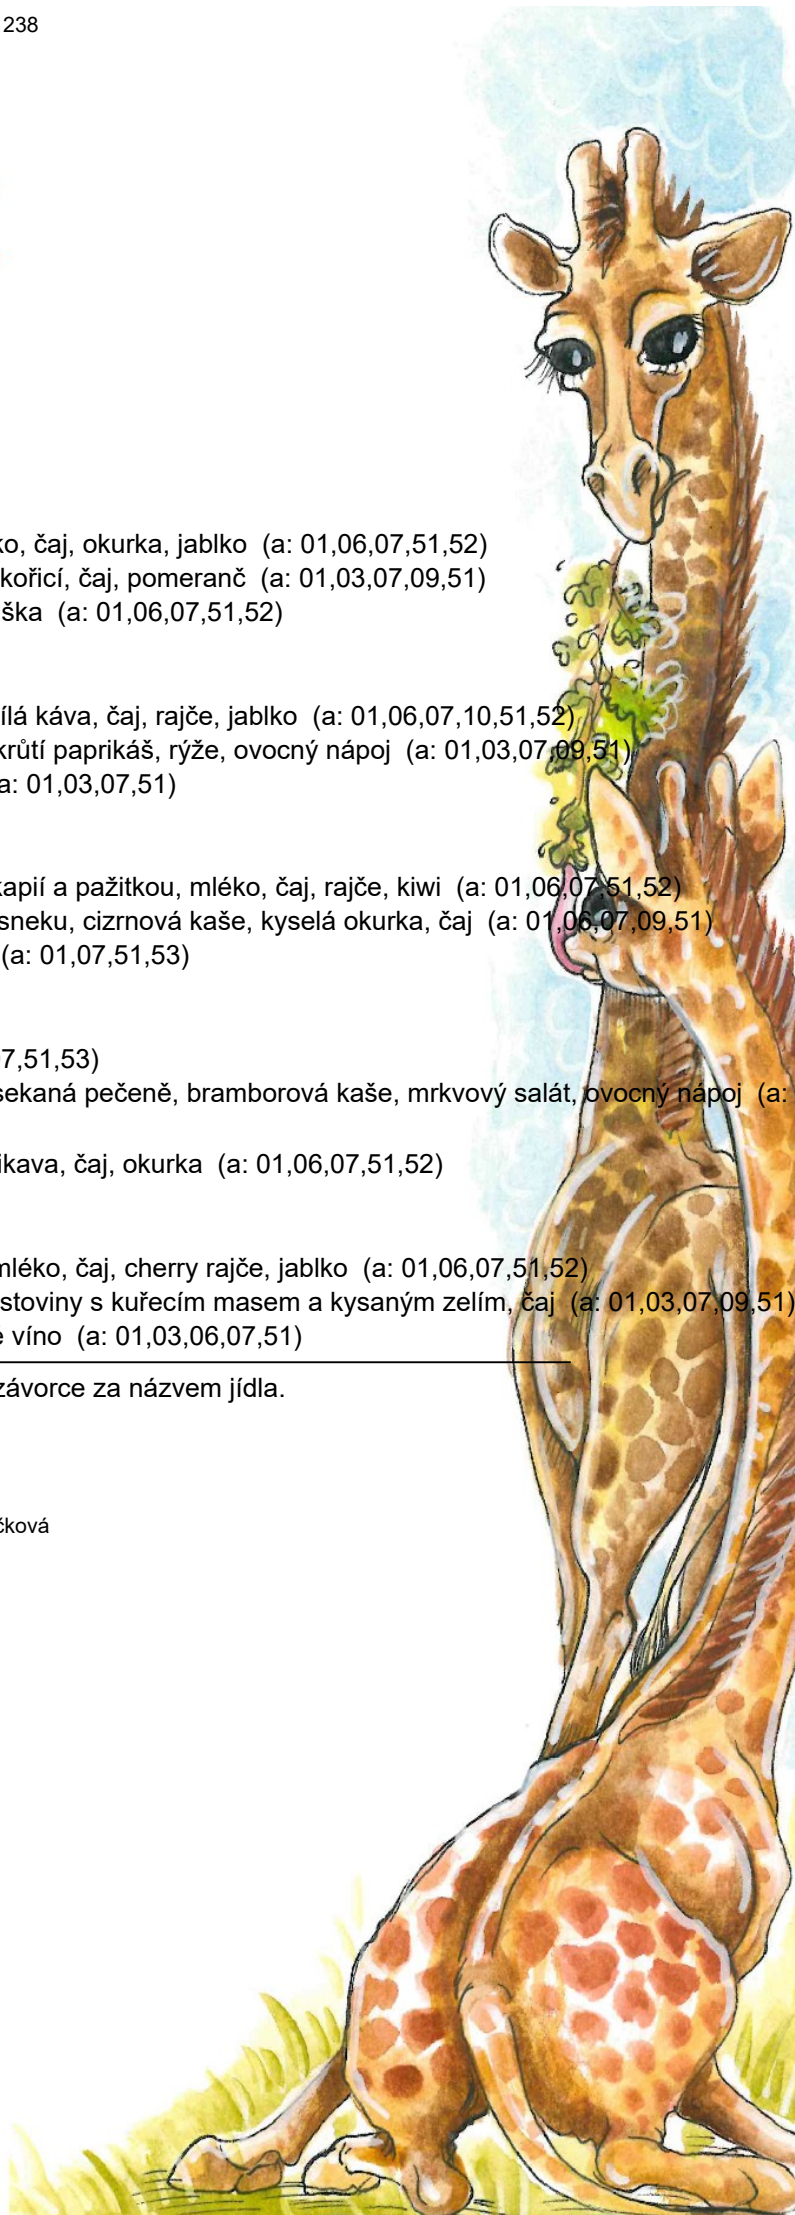 238
ko, čaj, okurka, jablko (a: 01,06,07,51,52)
kořicí, čaj, pomeranč (a: 01,03,07,09,51)
ška (a: 01,06,07,51,52)
ílá káva, čaj, rajče, jablko (a: 01,06,07,10,51,52)
krůtí paprikáš, rýže, ovocný nápoj (a: 01,03,07,09,51)
a: 01,03,07,51)
kapií a pažitkou, mléko, čaj, rajče, kiwi (a: 01,06,07,51,52)
sneku, cizrnová kaše, kyselá okurka, čaj (a: 01,06,07,09,51)
(a: 01,07,51,53)
07,51,53)
sekaná pečeně, bramborová kaše, mrkvový salát, ovocný nápoj (a:
ikava, čaj, okurka (a: 01,06,07,51,52)
mléko, čaj, cherry rajče, jablko (a: 01,06,07,51,52)
stoviny s kuřecím masem a kysaným zelím, čaj (a: 01,03,07,09,51)
é víno (a: 01,03,06,07,51)
závorce za názvem jídla.
čková